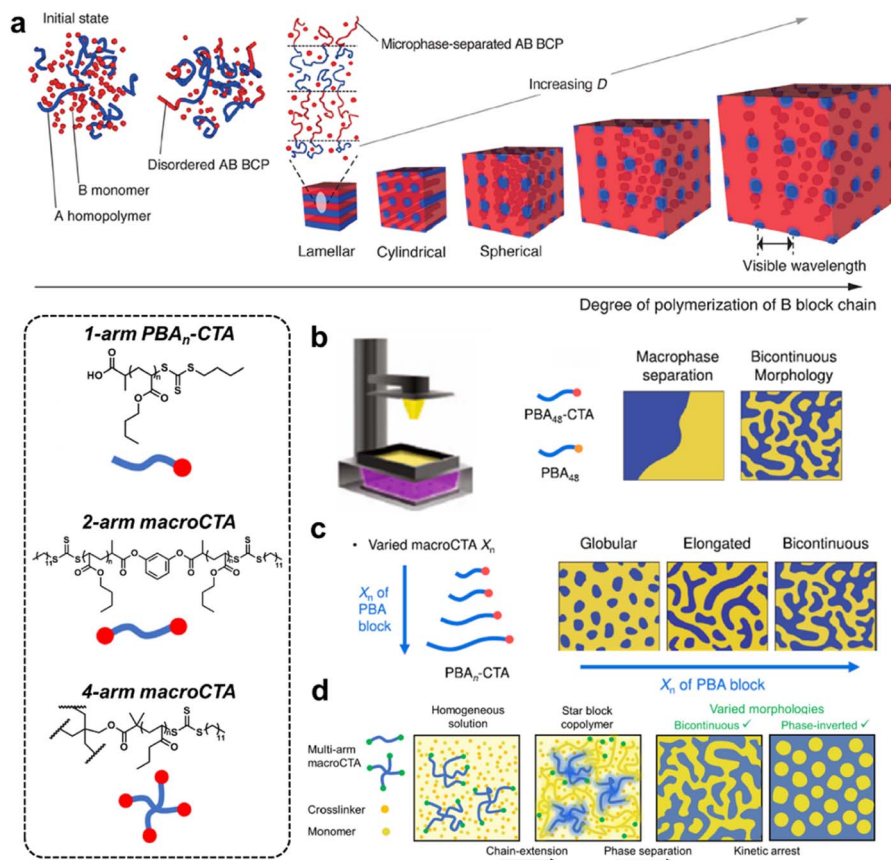 a
Initial state
Microphase-separated AB BCP
Increasing D
Disordered AB BCP
B monomer
A homopolymer
Lamellar
Cylindrical
Spherical
Visible wavelength
Degree of polymerization of B block chain
1-arm PBAn-CTA
HO
O
n
S
S
S
O
O
2-arm macroCTA
4-arm macroCTA
b
PBA48-CTA
PBA48
Macrophase
separation
Bicontinuous
Morphology
c
• Varied macroCTA Xn
Xn of
PBA
block
PBAn-CTA
Globular
Elongated
Bicontinuous
Xn of PBA block
d
Multi-arm
macroCTA
Crosslinker
Monomer
Homogeneous
solution
Star block
copolymer
Varied morphologies
Bicontinuous ✓
Phase-inverted ✓
Chain-extension
Phase separation
Kinetic arrest